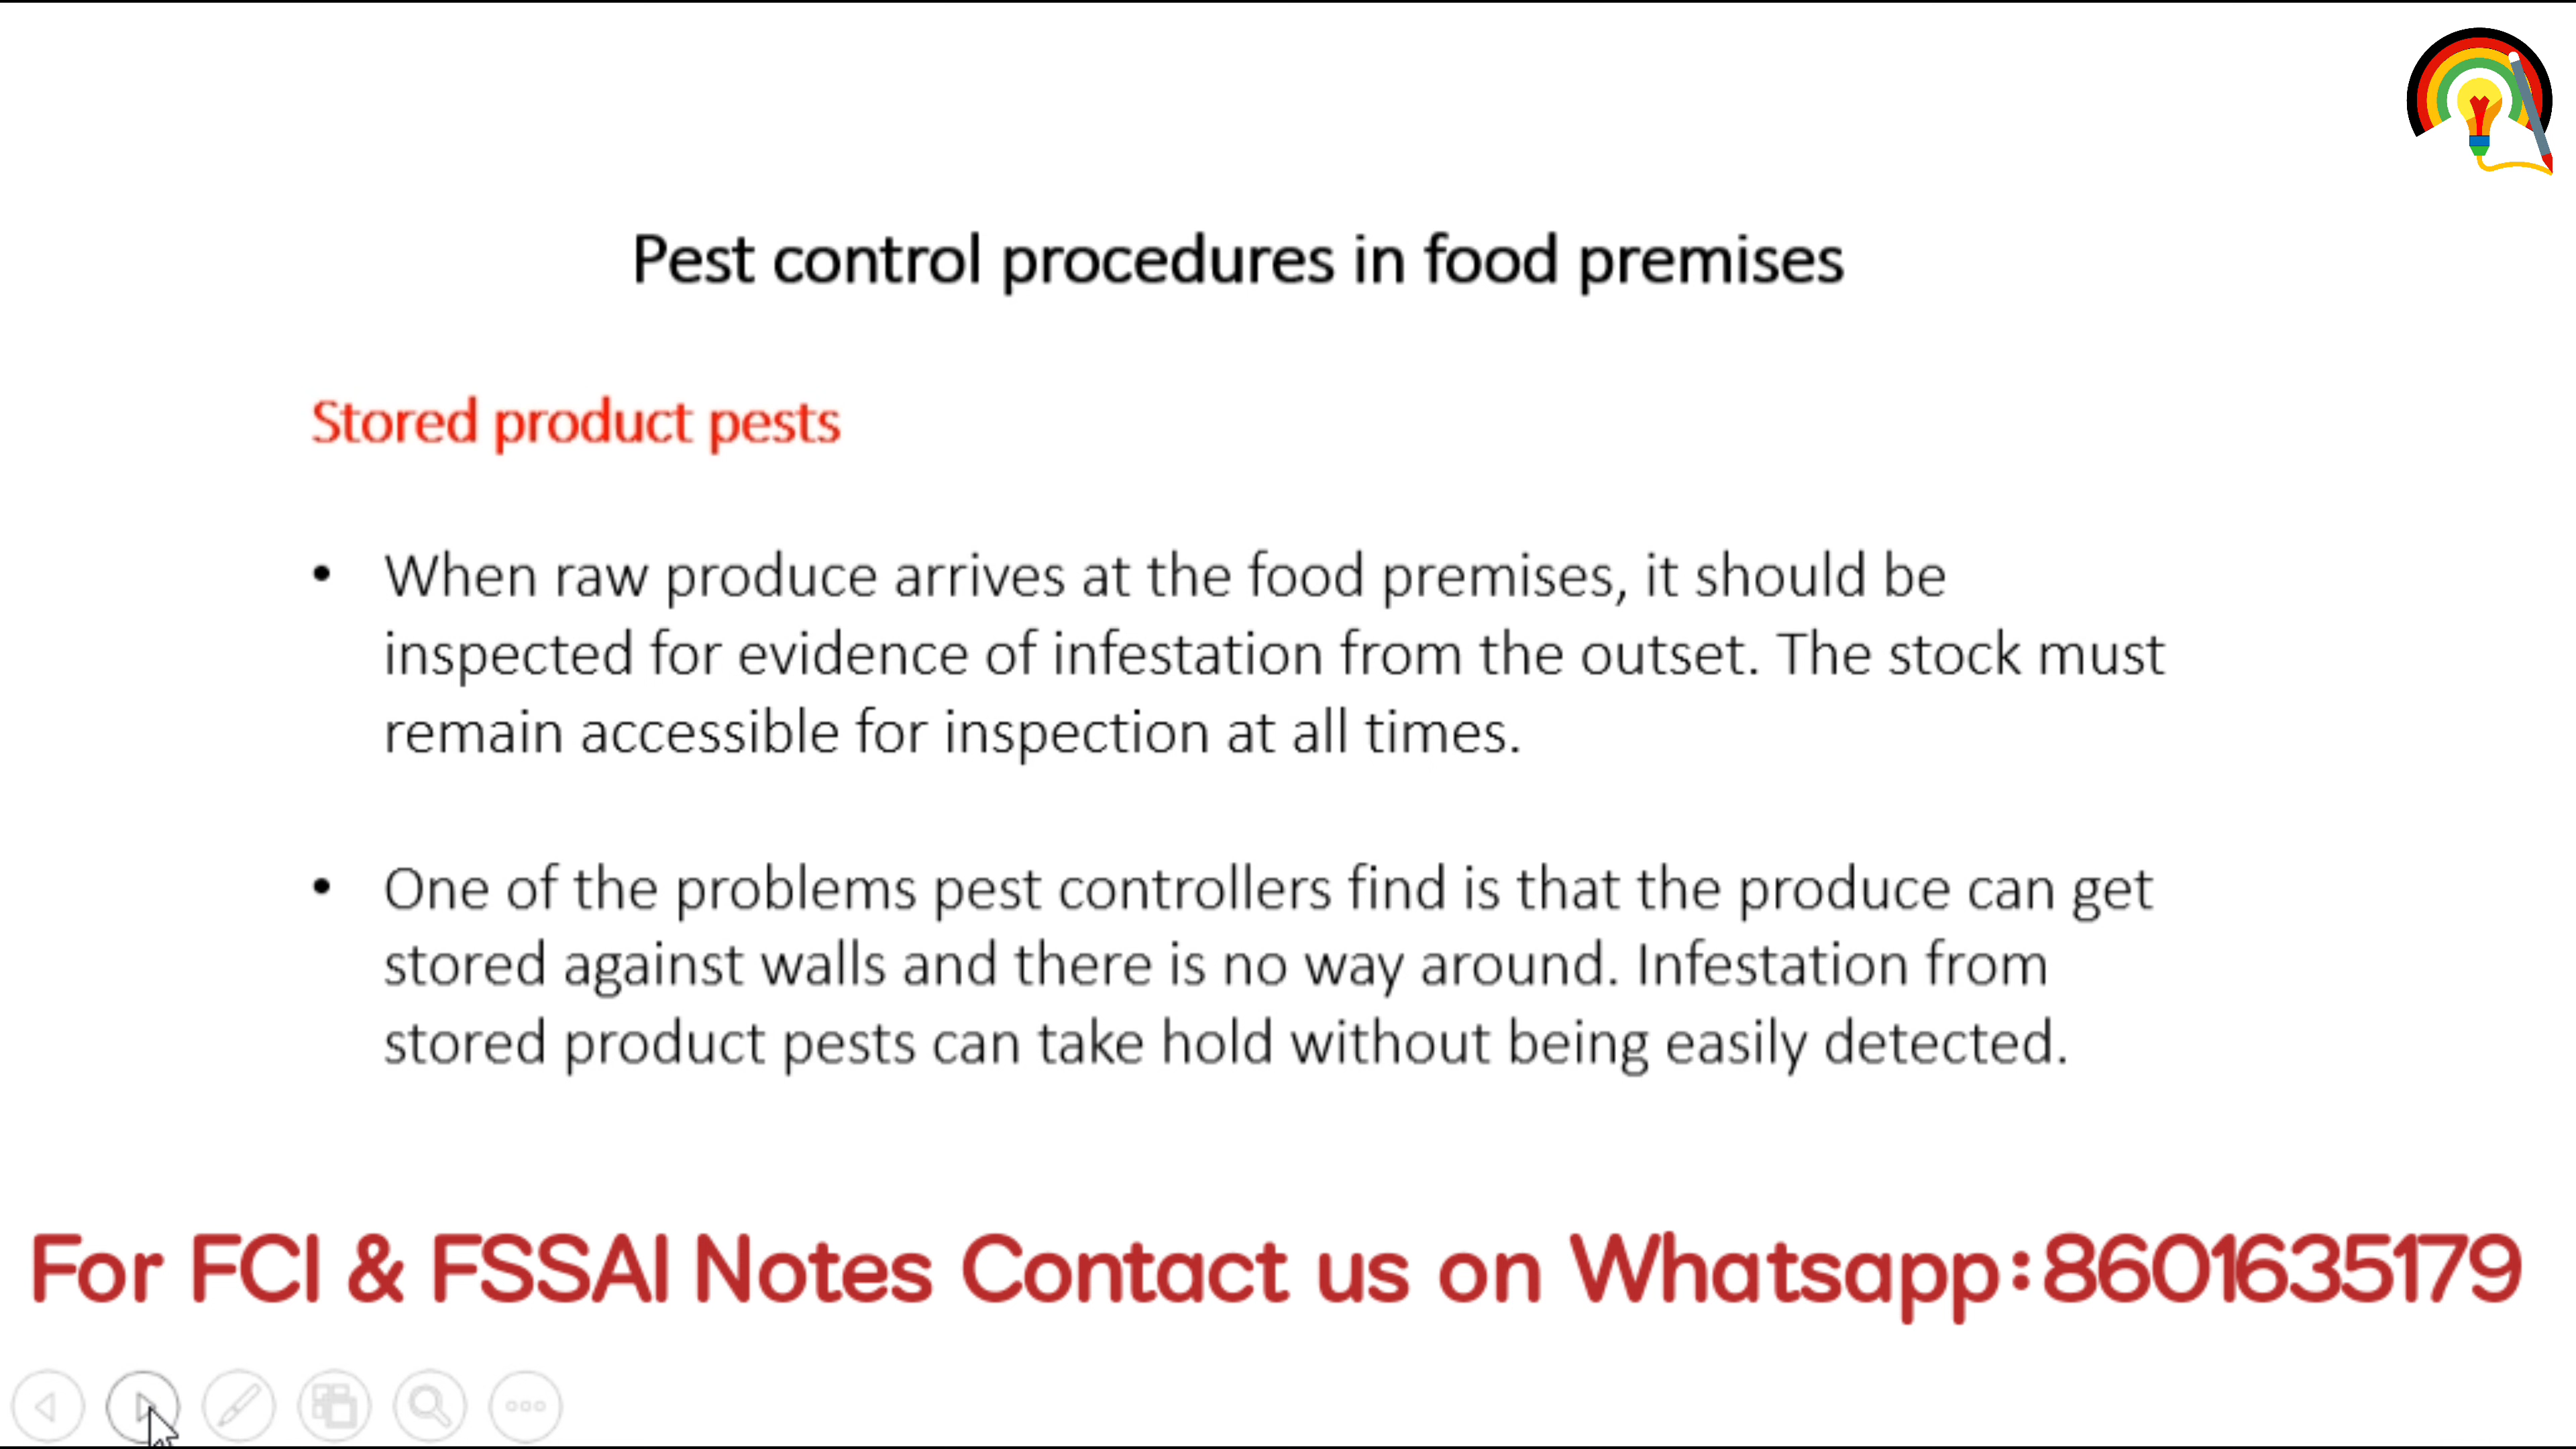 Pest control procedures in food premises
Stored product pests
• When raw produce arrives at the food premises, it should be
inspected for evidence of infestation from the outset. The stock must
remain accessible for inspection at all times.
• One of the problems pest controllers find is that the produce can get
stored against walls and there is no way around. Infestation from
stored product pests can take hold without being easily detected.
For FCI & FSSAI Notes Contact us on Whatsapp:8601635179